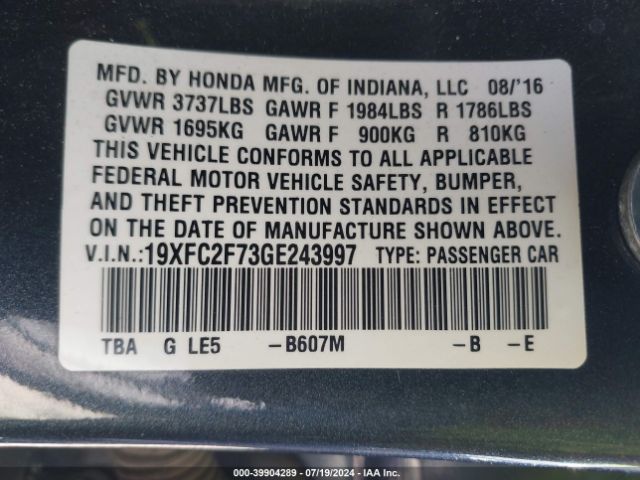 MFD. BY HONDA MFG. OF INDIANA, LLC 08/'16
GVWR 3737LBS GAWR F 1984LBS R 1786LBS
GVWR 1695KG GAWR F 900KG R 810KG
THIS VEHICLE CONFORMS TO ALL APPLICABLE
FEDERAL MOTOR VEHICLE SAFETY, BUMPER,
AND THEFT PREVENTION STANDARDS IN EFFECT
ON THE DATE OF MANUFACTURE SHOWN ABOVE.
V.I.N.:19XFC2F73GE243997 TYPE: PASSENGER CAR
TBA G LE5 -B607M -B -E
000-39904289 - 07/19/2024 - IAA Inc.